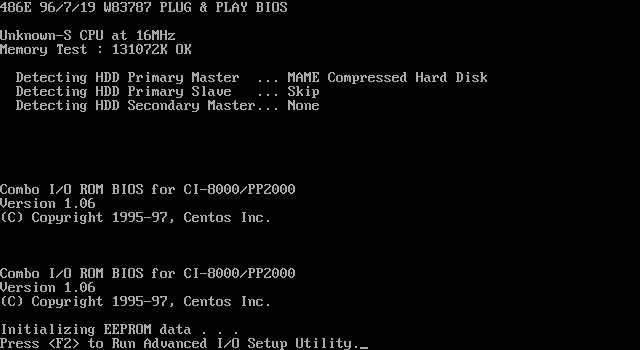 486E 96/7/19 W83787 PLUG & PLAY BIOS
Unknown-S CPU at 16MHz
Memory Test : 131072K OK
Detecting HDD Primary Master ... MAME Compressed Hard Disk
Detecting HDD Primary Slave ... Skip
Detecting HDD Secondary Master... None
Combo I/O ROM BIOS for CI-8000/PP2000
Version 1.06
(C) Copyright 1995-97, Centos Inc.
Combo I/O ROM BIOS for CI-8000/PP2000
Version 1.06
(C) Copyright 1995-97, Centos Inc.
Initializing EEPROM data . . .
Press <F2> to Run Advanced I/O Setup Utility._